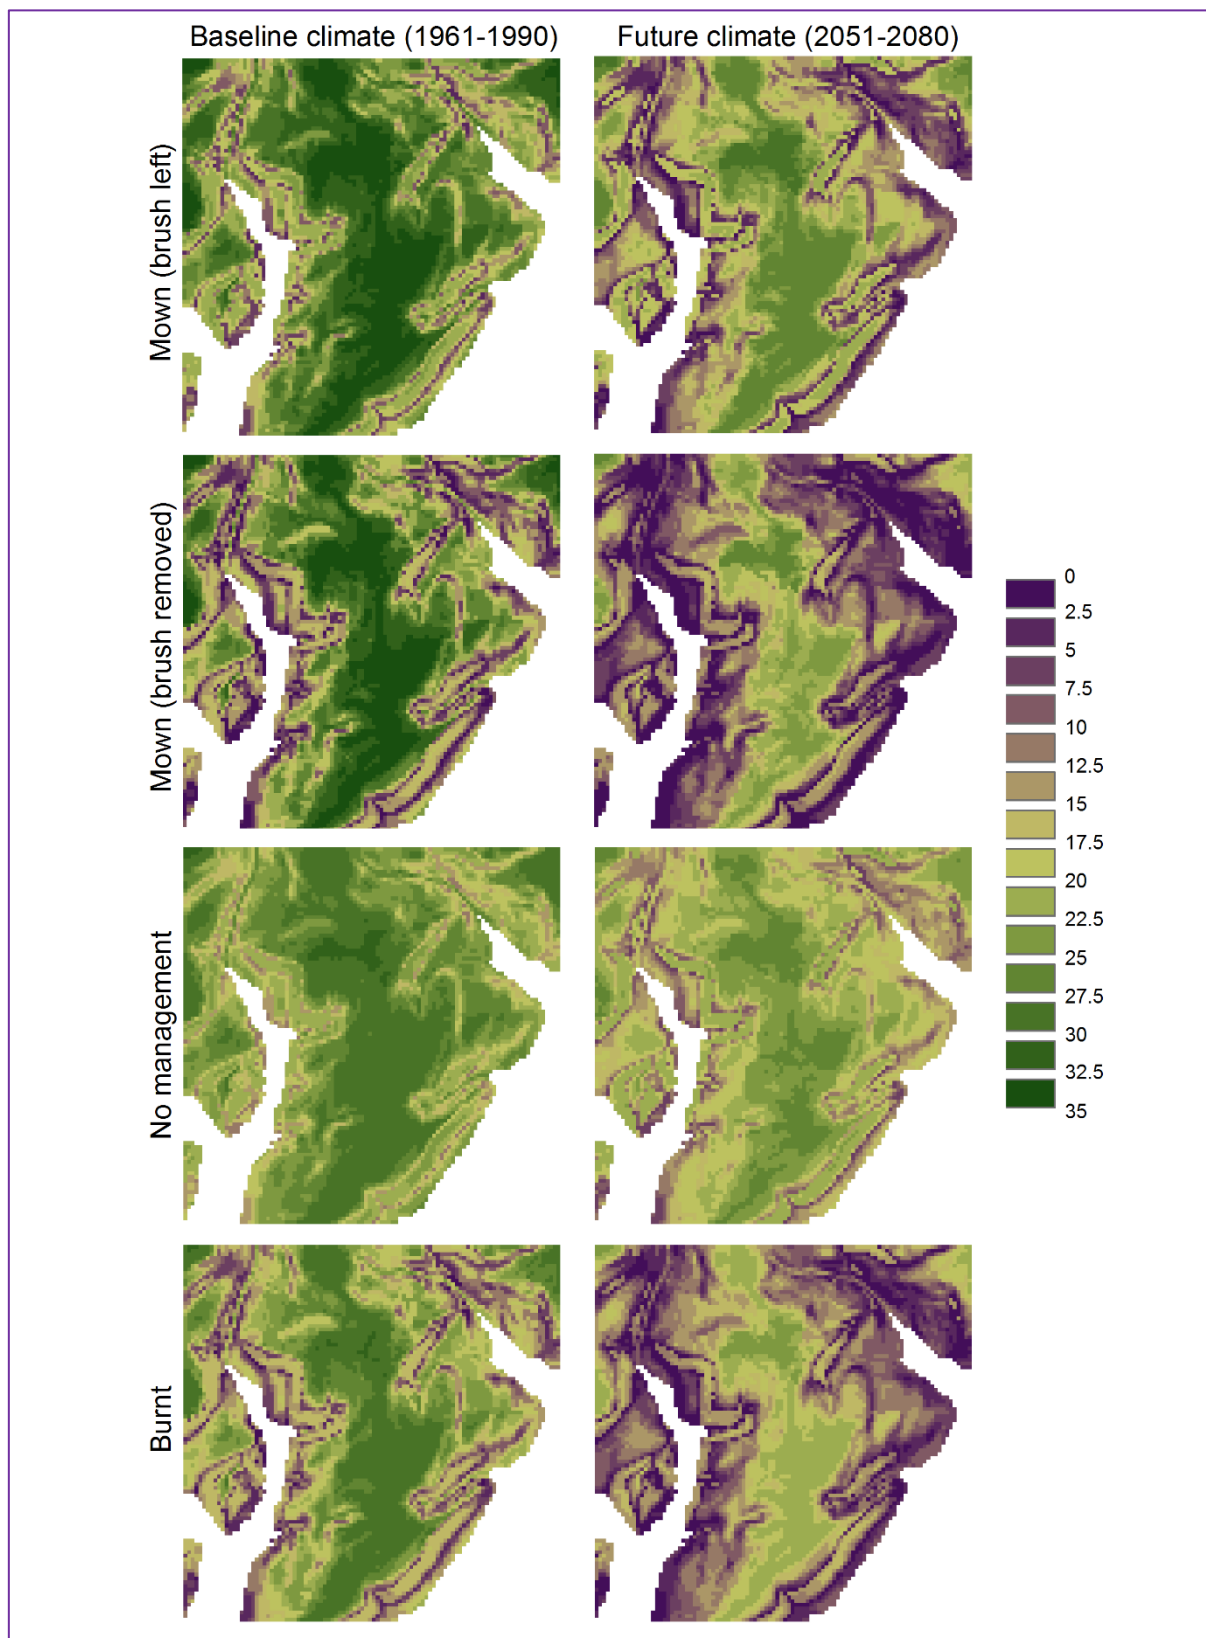 Baseline climate (1961-1990)
Future climate (2051-2080)
Mown (brush left)
Mown (brush removed)
No management
Burnt
0
2.5
5
7.5
10
12.5
15
17.5
20
22.5
25
27.5
30
32.5
35